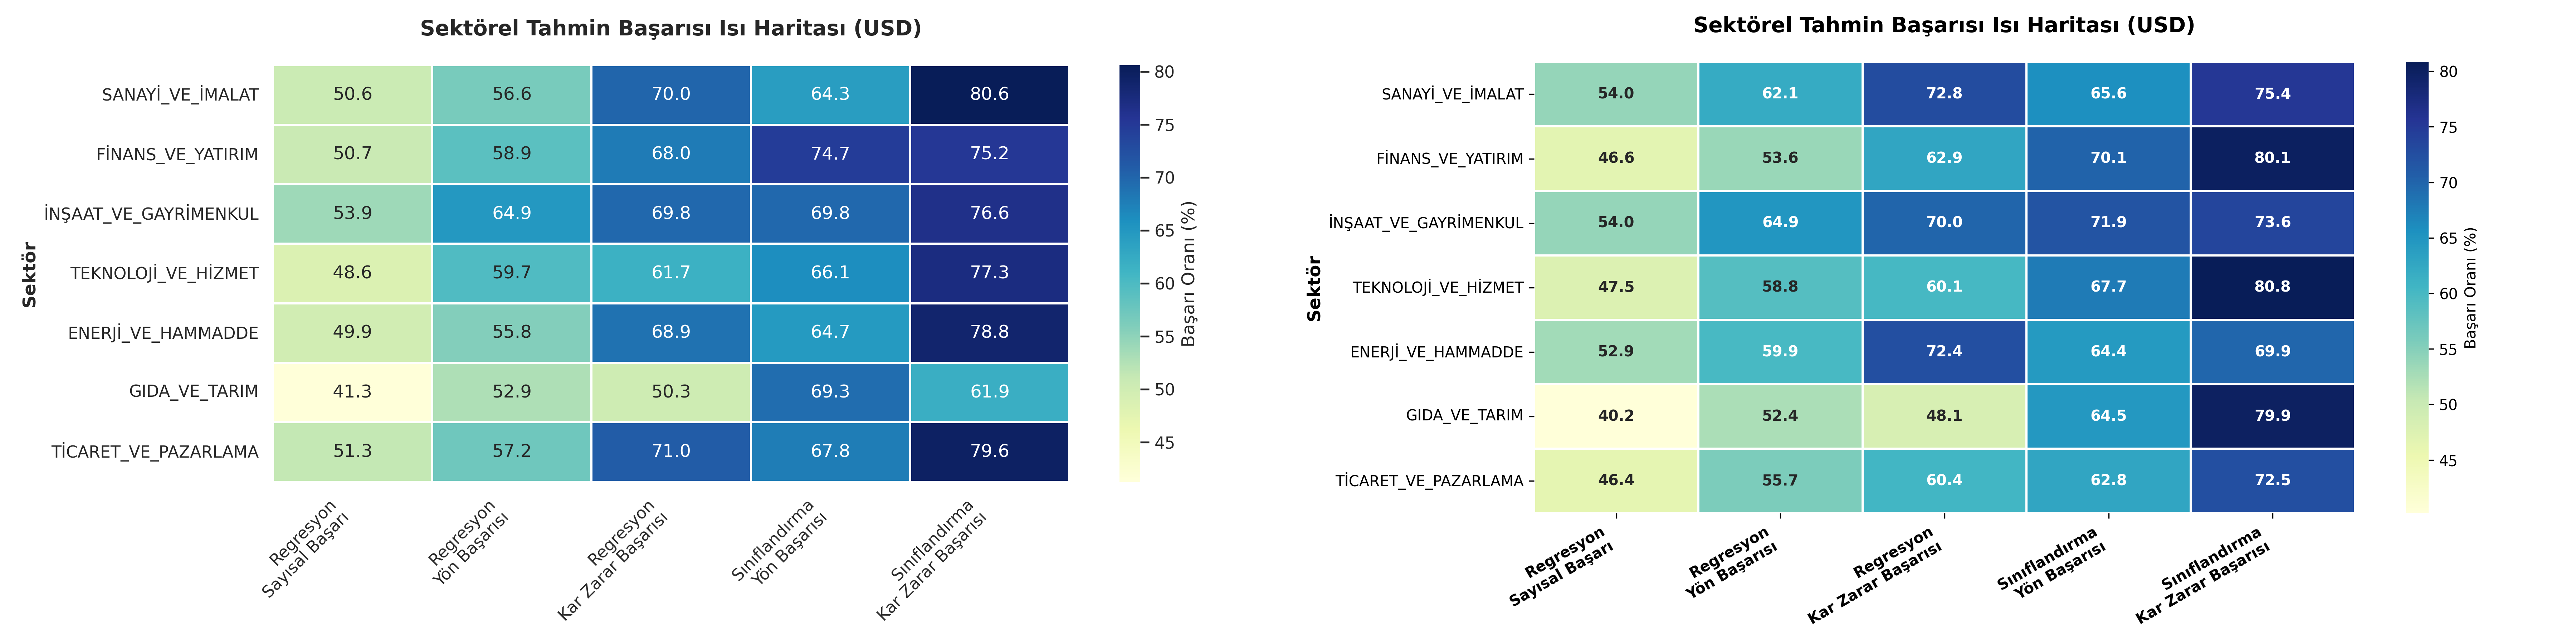 Sektörel Tahmin Başarısı Isı Haritası (USD)
Sektör
SANAYİ_VE_İMALAT 50.6 56.6 70.0 64.3 80.6
FİNANS_VE_YATIRIM 50.7 58.9 68.0 74.7 75.2
İNŞAAT_VE_GAYRİMENKUL 53.9 64.9 69.8 69.8 76.6
TEKNOLOJİ_VE_HİZMET 48.6 59.7 61.7 66.1 77.3
ENERJİ_VE_HAMMADDE 49.9 55.8 68.9 64.7 78.8
GIDA_VE_TARIM 41.3 52.9 50.3 69.3 61.9
TİCARET_VE_PAZARLAMA 51.3 57.2 71.0 67.8 79.6
Regresyon
Sayısal Başarı
Regresyon
Yön Başarısı
Regresyon
Kar Zarar Başarısı
Sınıflandırma
Yön Başarısı
Sınıflandırma
Kar Zarar Başarısı
80
75
70
65
60
55
50
45
Başarı Oranı (%)
Sektörel Tahmin Başarısı Isı Haritası (USD)
Sektör
SANAYİ_VE_İMALAT 54.0 62.1 72.8 65.6 75.4
FİNANS_VE_YATIRIM 46.6 53.6 62.9 70.1 80.1
İNŞAAT_VE_GAYRİMENKUL 54.0 64.9 70.0 71.9 73.6
TEKNOLOJİ_VE_HİZMET 47.5 58.8 60.1 67.7 80.8
ENERJİ_VE_HAMMADDE 52.9 59.9 72.4 64.4 69.9
GIDA_VE_TARIM 40.2 52.4 48.1 64.5 79.9
TİCARET_VE_PAZARLAMA 46.4 55.7 60.4 62.8 72.5
Regresyon
Sayısal Başarı
Regresyon
Yön Başarısı
Regresyon
Kar Zarar Başarısı
Sınıflandırma
Yön Başarısı
Sınıflandırma
Kar Zarar Başarısı
80
75
70
65
60
55
50
45
Başarı Oranı (%)